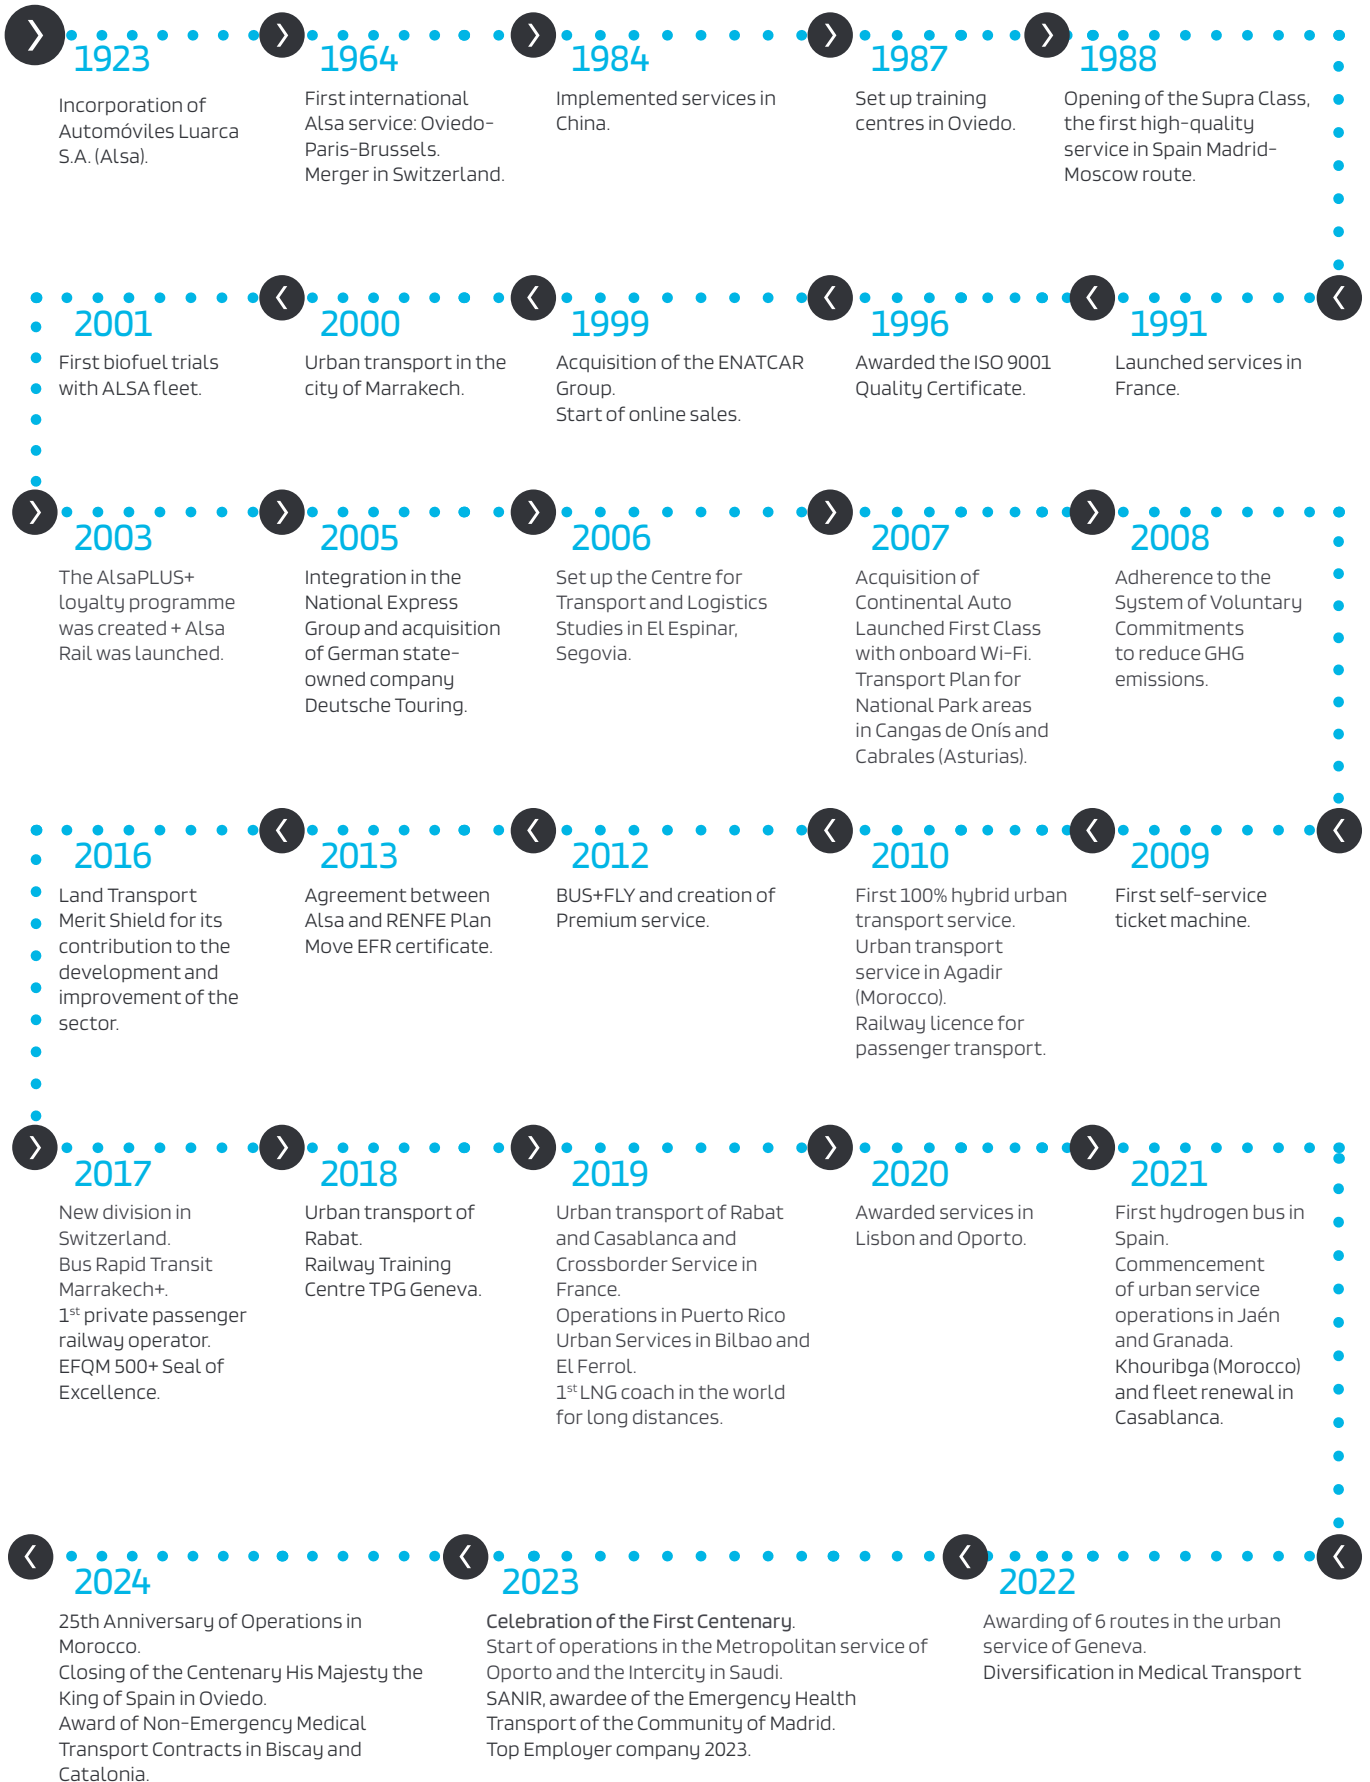 1923
Incorporation of
Automóviles Luarca
S.A. (Alsa).
1964
First international
Alsa service: Oviedo-
Paris-Brussels.
Merger in Switzerland.
1984
Implemented services in
China.
1987
Set up training
centres in Oviedo.
1988
Opening of the Supra Class,
the first high-quality
service in Spain Madrid-
Moscow route.
1991
Launched services in
France.
1996
Awarded the ISO 9001
Quality Certificate.
1999
Acquisition of the ENATCAR
Group.
Start of online sales.
2000
Urban transport in the
city of Marrakech.
2001
First biofuel trials
with ALSA fleet.
2003
The AlsaPLUS+
loyalty programme
was created + Alsa
Rail was launched.
2005
Integration in the
National Express
Group and acquisition
of German state-
owned company
Deutsche Touring.
2006
Set up the Centre for
Transport and Logistics
Studies in El Espinar,
Segovia.
2007
Acquisition of
Continental Auto
Launched First Class
with onboard Wi-Fi.
Transport Plan for
National Park areas
in Cangas de Onís and
Cabrales (Asturias).
2008
Adherence to the
System of Voluntary
Commitments
to reduce GHG
emissions.
2009
First self-service
ticket machine.
2010
First 100% hybrid urban
transport service.
Urban transport
service in Agadir
(Morocco).
Railway licence for
passenger transport.
2012
BUS+FLY and creation of
Premium service.
2013
Agreement between
Alsa and RENFE Plan
Move EFR certificate.
2016
Land Transport
Merit Shield for its
contribution to the
development and
improvement of the
sector.
2017
New division in
Switzerland.
Bus Rapid Transit
Marrakech+.
1st private passenger
railway operator.
EFQM 500+ Seal of
Excellence.
2018
Urban transport of
Rabat.
Railway Training
Centre TPG Geneva.
2019
Urban transport of Rabat
and Casablanca and
Crossborder Service in
France.
Operations in Puerto Rico
Urban Services in Bilbao and
El Ferrol.
1st LNG coach in the world
for long distances.
2020
Awarded services in
Lisbon and Oporto.
2021
First hydrogen bus in
Spain.
Commencement
of urban service
operations in Jaén
and Granada.
Khouribga (Morocco)
and fleet renewal in
Casablanca.
2022
Awarding of 6 routes in the urban
service of Geneva.
Diversification in Medical Transport
2023
Celebration of the First Centenary.
Start of operations in the Metropolitan service of
Oporto and the Intercity in Saudi.
SANIR, awardee of the Emergency Health
Transport of the Community of Madrid.
Top Employer company 2023.
2024
25th Anniversary of Operations in
Morocco.
Closing of the Centenary His Majesty the
King of Spain in Oviedo.
Award of Non-Emergency Medical
Transport Contracts in Biscay and
Catalonia.